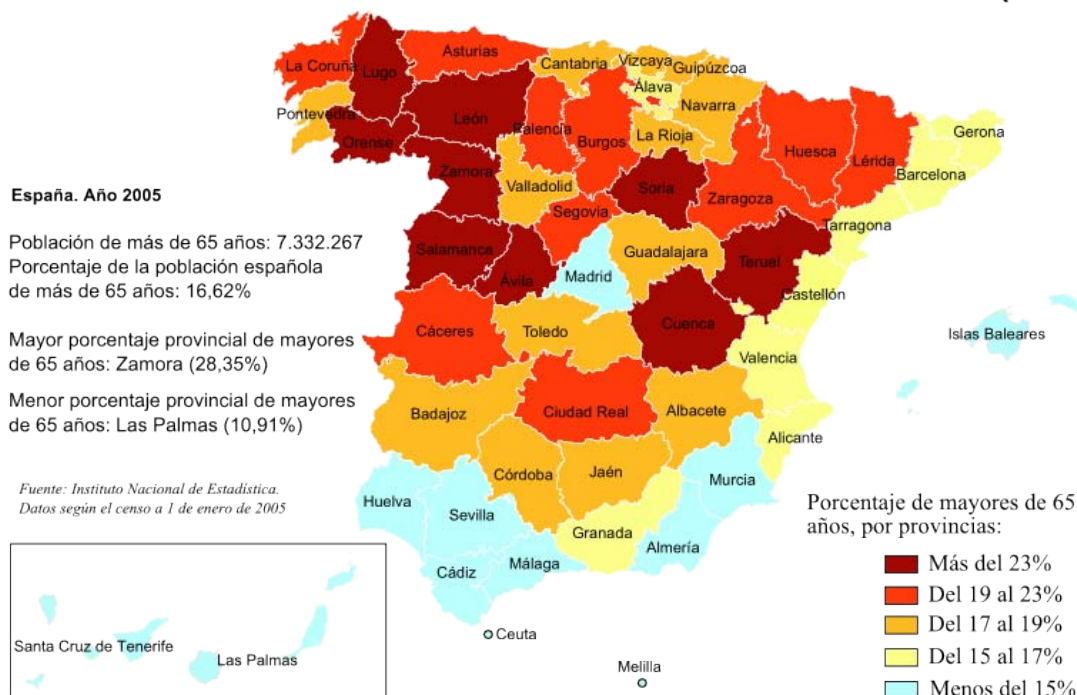 España. Año 2005
Población de más de 65 años: 7.332.267
Porcentaje de la población española
de más de 65 años: 16,62%
Mayor porcentaje provincial de mayores
de 65 años: Zamora (28,35%)
Menor porcentaje provincial de mayores
de 65 años: Las Palmas (10,91%)
Fuente: Instituto Nacional de Estadística.
Datos según el censo a 1 de enero de 2005
La Coruña
Lugo
Asturias
Cantabria
Vizcaya
Guipúzcoa
Álava
Navarra
Pontevedra
Orense
León
Palencia
Burgos
La Rioja
Huesca
Lérida
Gerona
Barcelona
Zamora
Valladolid
Soria
Zaragoza
Tarragona
Segovia
Salamanca
Ávila
Madrid
Guadalajara
Teruel
Castellón
Cáceres
Toledo
Cuenca
Valencia
Islas Baleares
Badajoz
Ciudad Real
Albacete
Alicante
Córdoba
Jaén
Murcia
Huelva
Sevilla
Granada
Almería
Cádiz
Málaga
Ceuta
Melilla
Santa Cruz de Tenerife
Las Palmas
Porcentaje de mayores de 65
años, por provincias:
Más del 23%
Del 19 al 23%
Del 17 al 19%
Del 15 al 17%
Menos del 15%